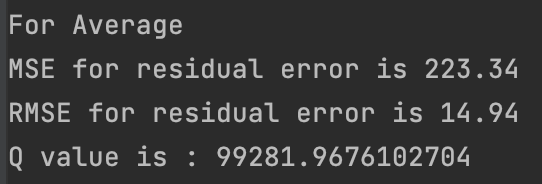 For Average
MSE for residual error is 223.34
RMSE for residual error is 14.94
Q value is : 99281.9676102704